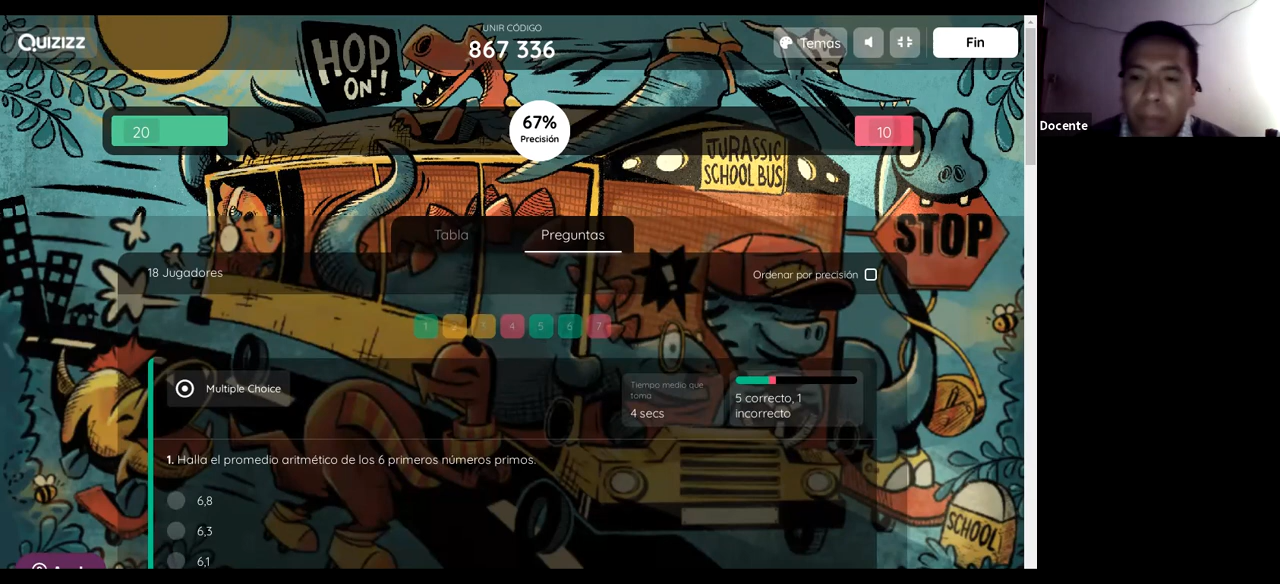 QUIZIZZ
UNIR CÓDIGO
867 336
Temas
Fin
HOP
ON!
20
67%
Precisión
10
JURASSIC
SCHOOL BUS
STOP
Tabla
Preguntas
18 Jugadores
Ordenar por precisión
1 2 3 4 5 6 7
Multiple Choice
Tiempo medio que
toma
4 secs
5 correcto, 1
incorrecto
1. Halla el promedio aritmético de los 6 primeros números primos.
6,8
6,3
6,1
SCHOOL
Docente